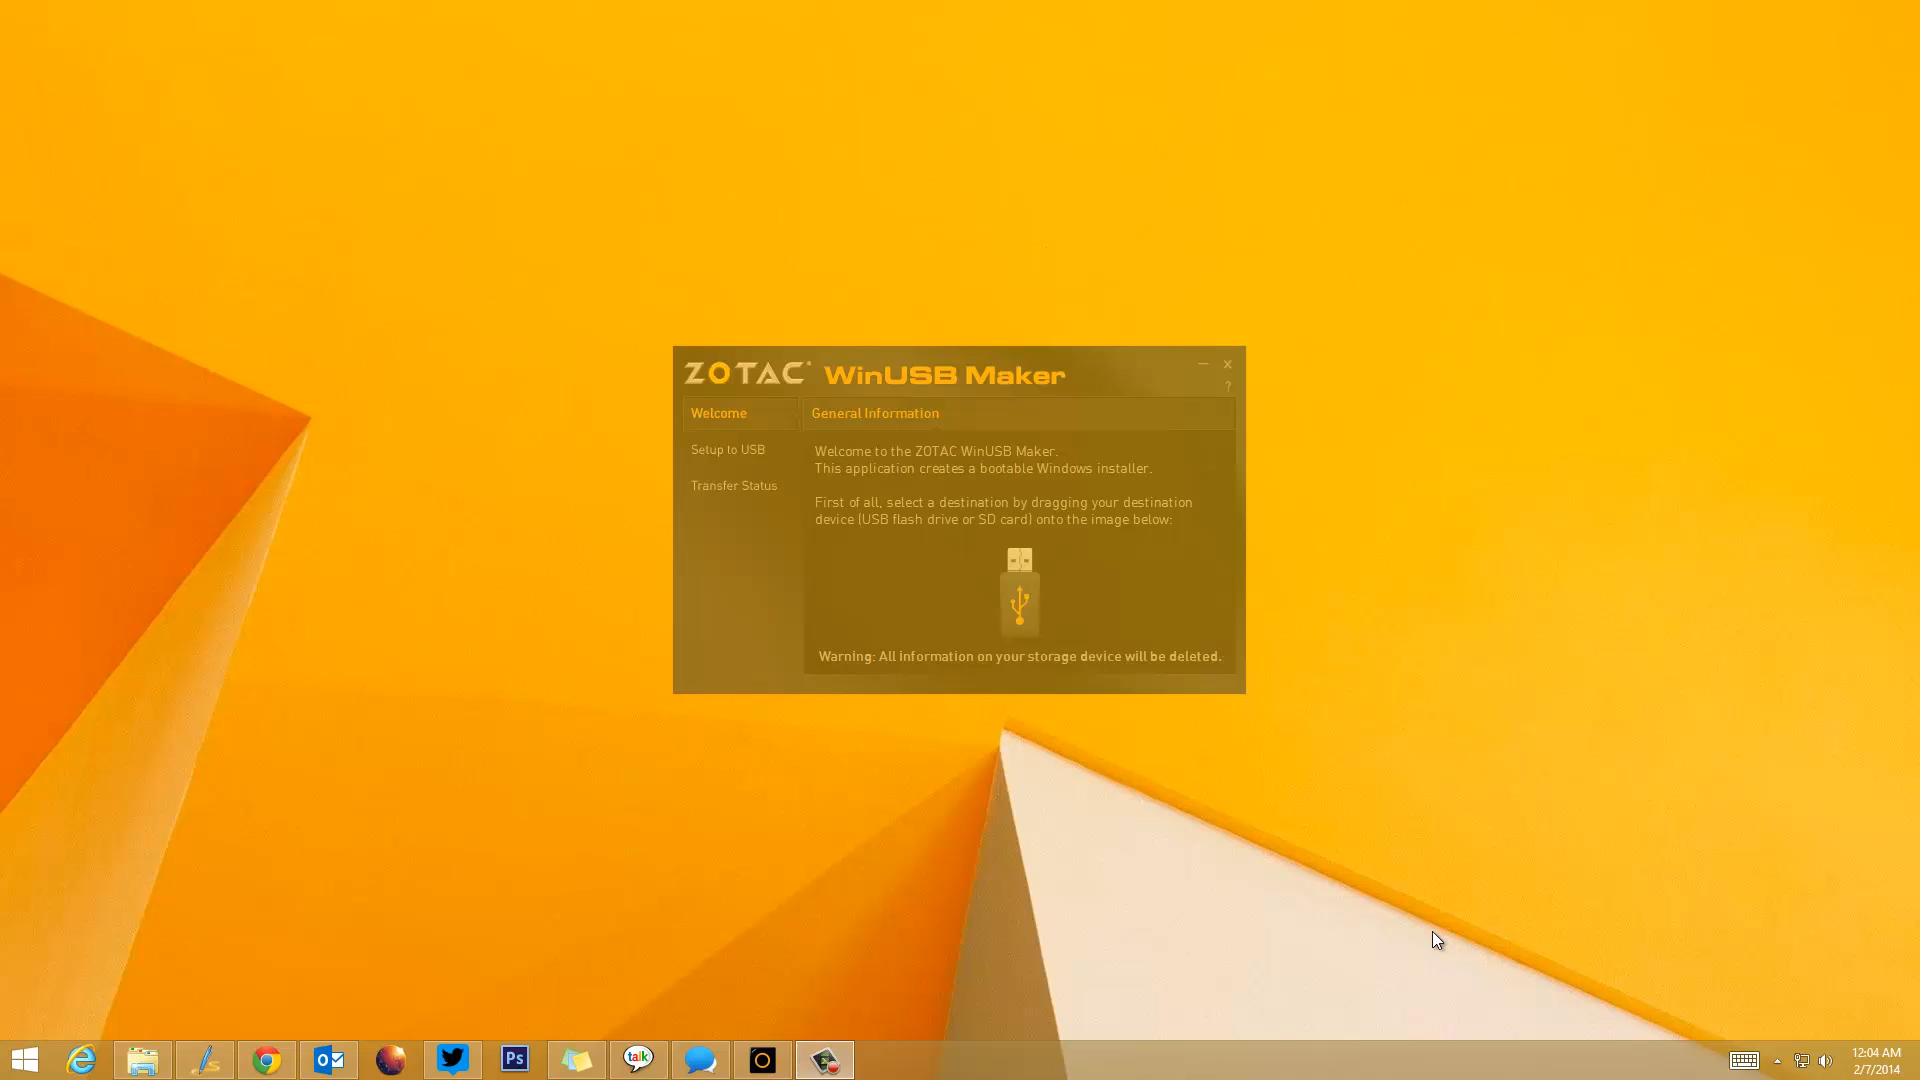 ZOTAC® WinUSB Maker
Welcome
General Information
Setup to USB
Transfer Status
Welcome to the ZOTAC WinUSB Maker.
This application creates a bootable Windows installer.
First of all, select a destination by dragging your destination
device (USB flash drive or SD card) onto the image below:
Warning: All information on your storage device will be deleted.
Ps
talk
12:04 AM
2/7/2014